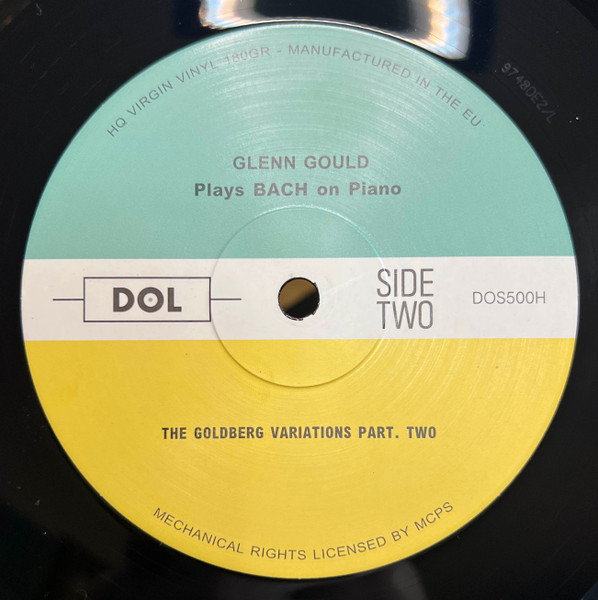 HQ VIRGIN VINYL 180GR - MANUFACTURED IN THE EU
97480E2/L
GLENN GOULD
Plays BACH on Piano
DOL
SIDE
TWO
DOS500H
THE GOLDBERG VARIATIONS PART. TWO
MECHANICAL RIGHTS LICENSED BY MCPS